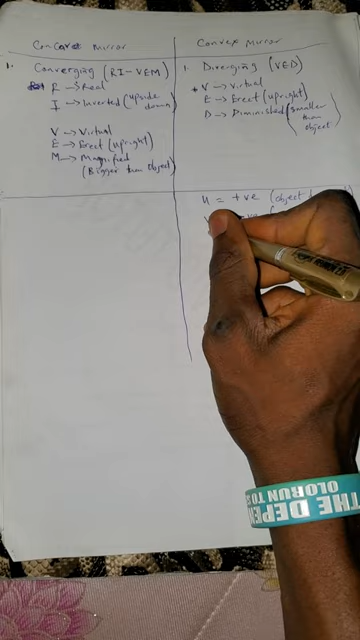 Concave mirror
Convex mirror
1. Converging (RI-VEM)
R → Real
I → Inverted (upside down)
V → Virtual
E → Erect (upright)
M → Magnified
(Bigger than object)
1. Diverging (VED)
V → Virtual
E → Erect (upright)
D → Diminished (smaller than object)
u = +ve (object
THE DEPEN
OLORUN TO